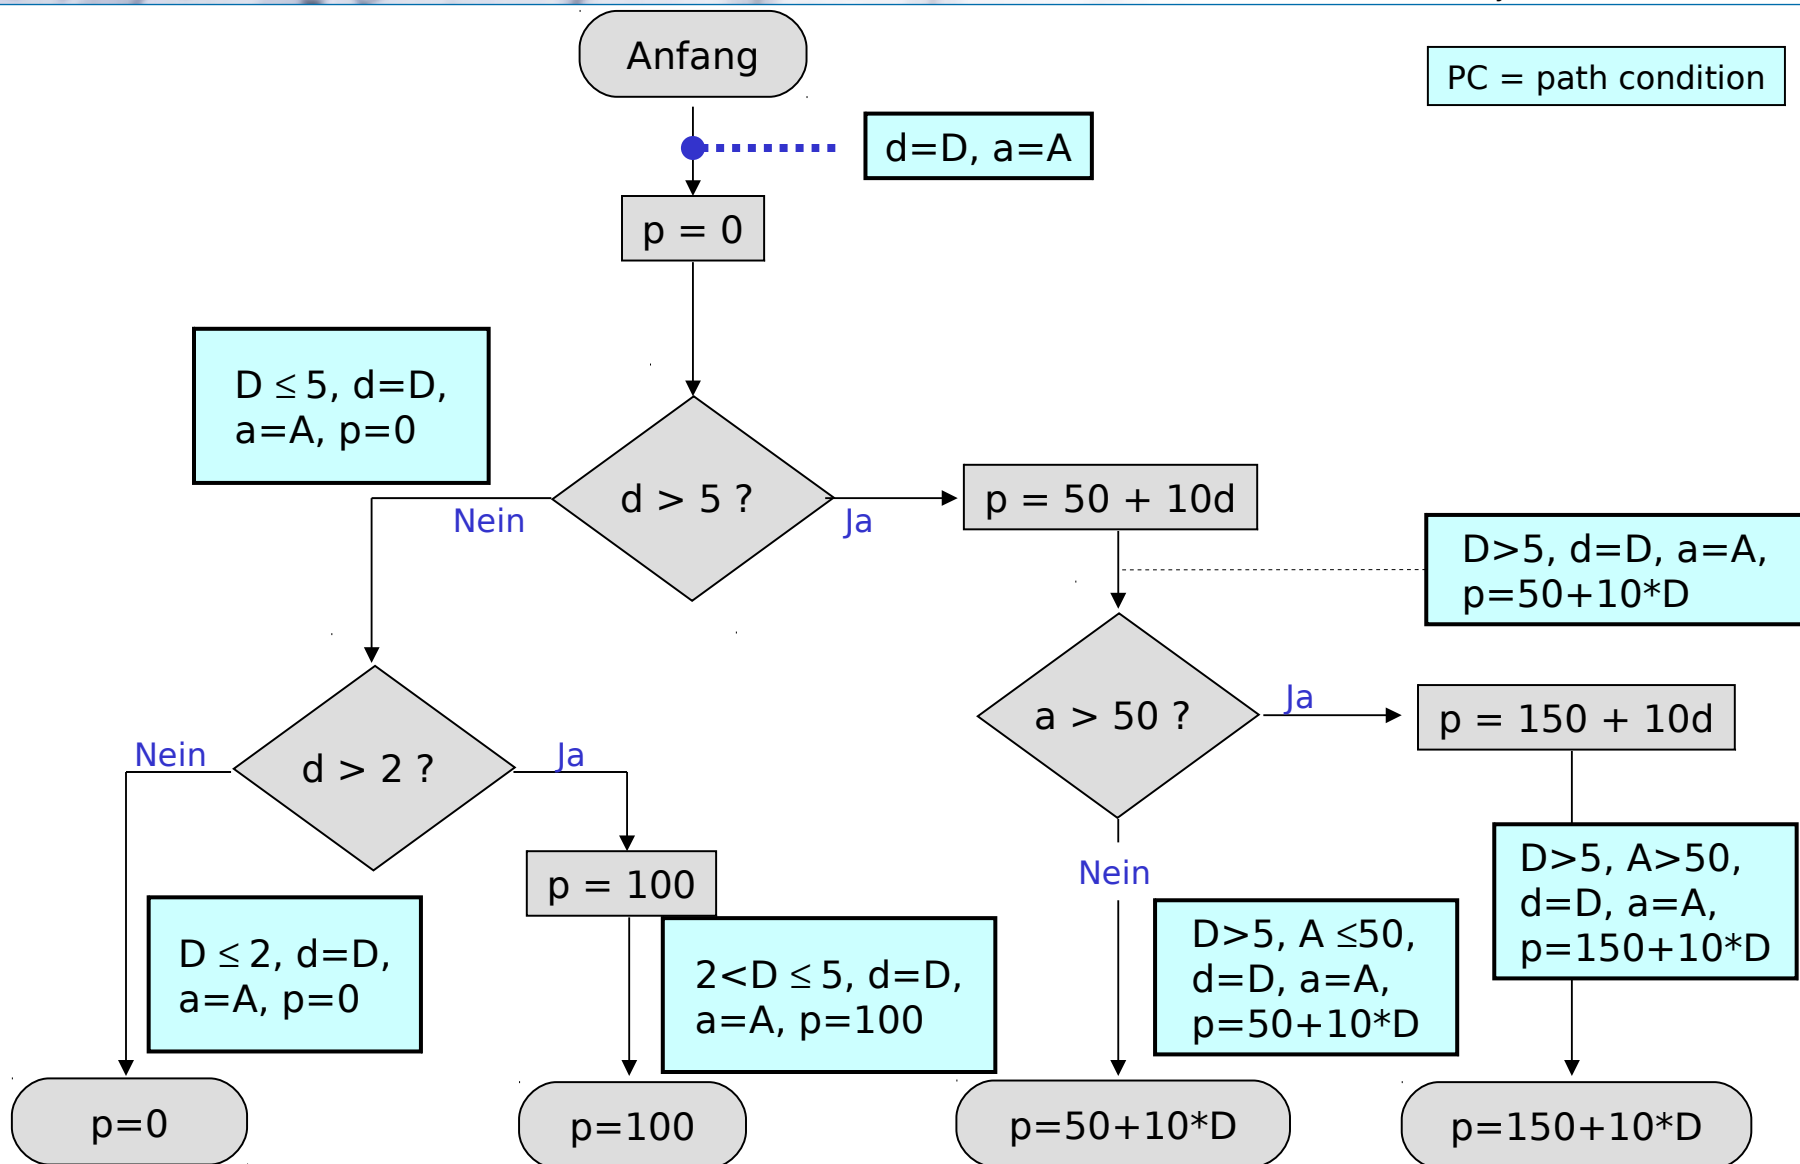 Anfang
PC = path condition
d=D, a=A
p = 0
D ≤ 5, d=D,
a=A, p=0
d > 5 ?
Nein
Ja
p = 50 + 10d
D>5, d=D, a=A,
p=50+10*D
a > 50 ?
Ja
p = 150 + 10d
d > 2 ?
Nein
Ja
p = 100
Nein
D>5, A>50,
d=D, a=A,
p=150+10*D
D ≤ 2, d=D,
a=A, p=0
2<D ≤ 5, d=D,
a=A, p=100
D>5, A ≤50,
d=D, a=A,
p=50+10*D
p=0
p=100
p=50+10*D
p=150+10*D